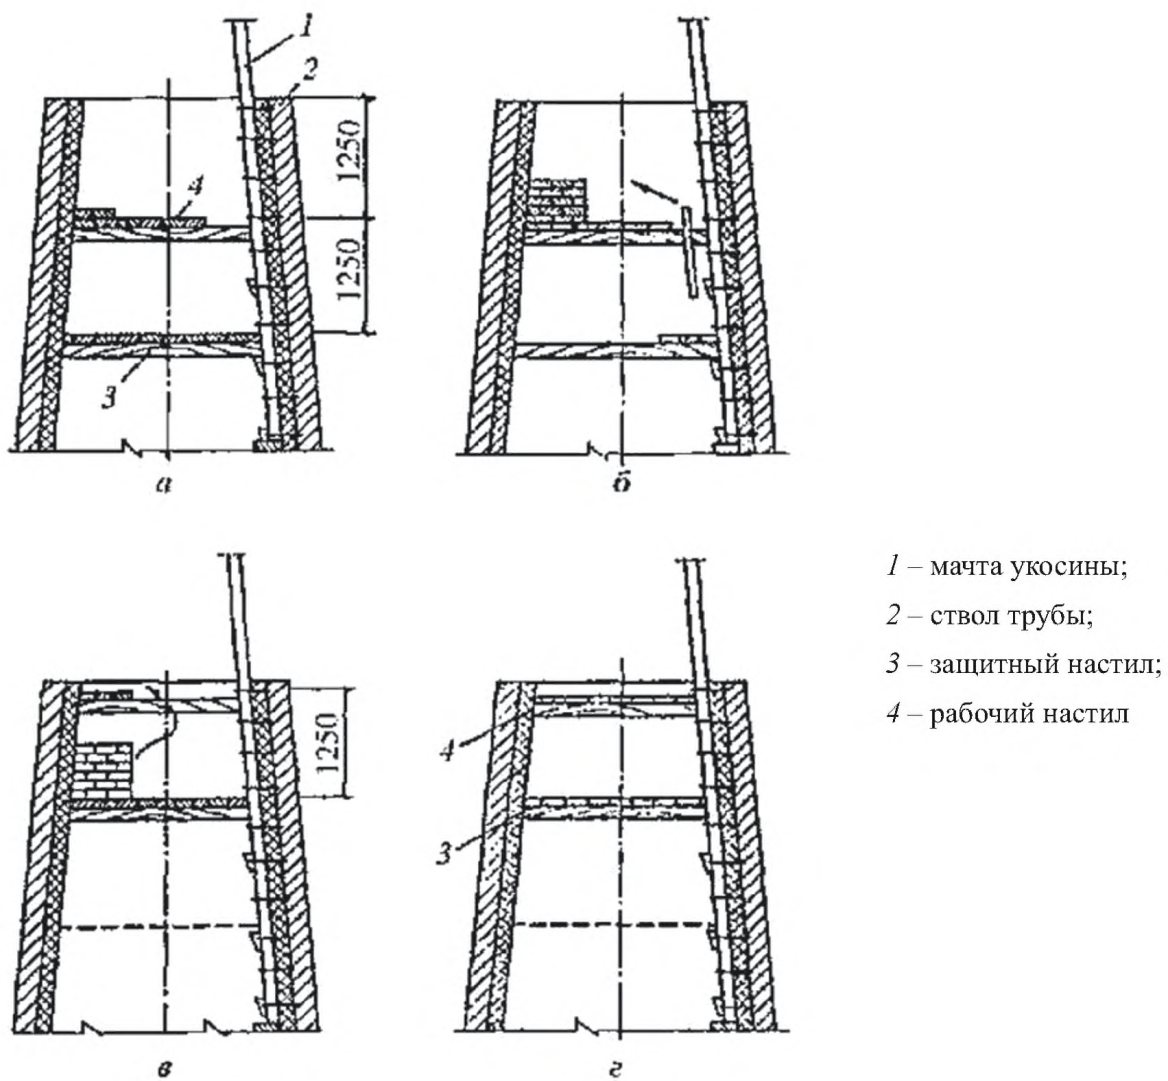 1
2
1250
4
1250
3
а
б
1250
4
3
в
г
1 – мачта укосины;
2 – ствол трубы;
3 – защитный настил;
4 – рабочий настил